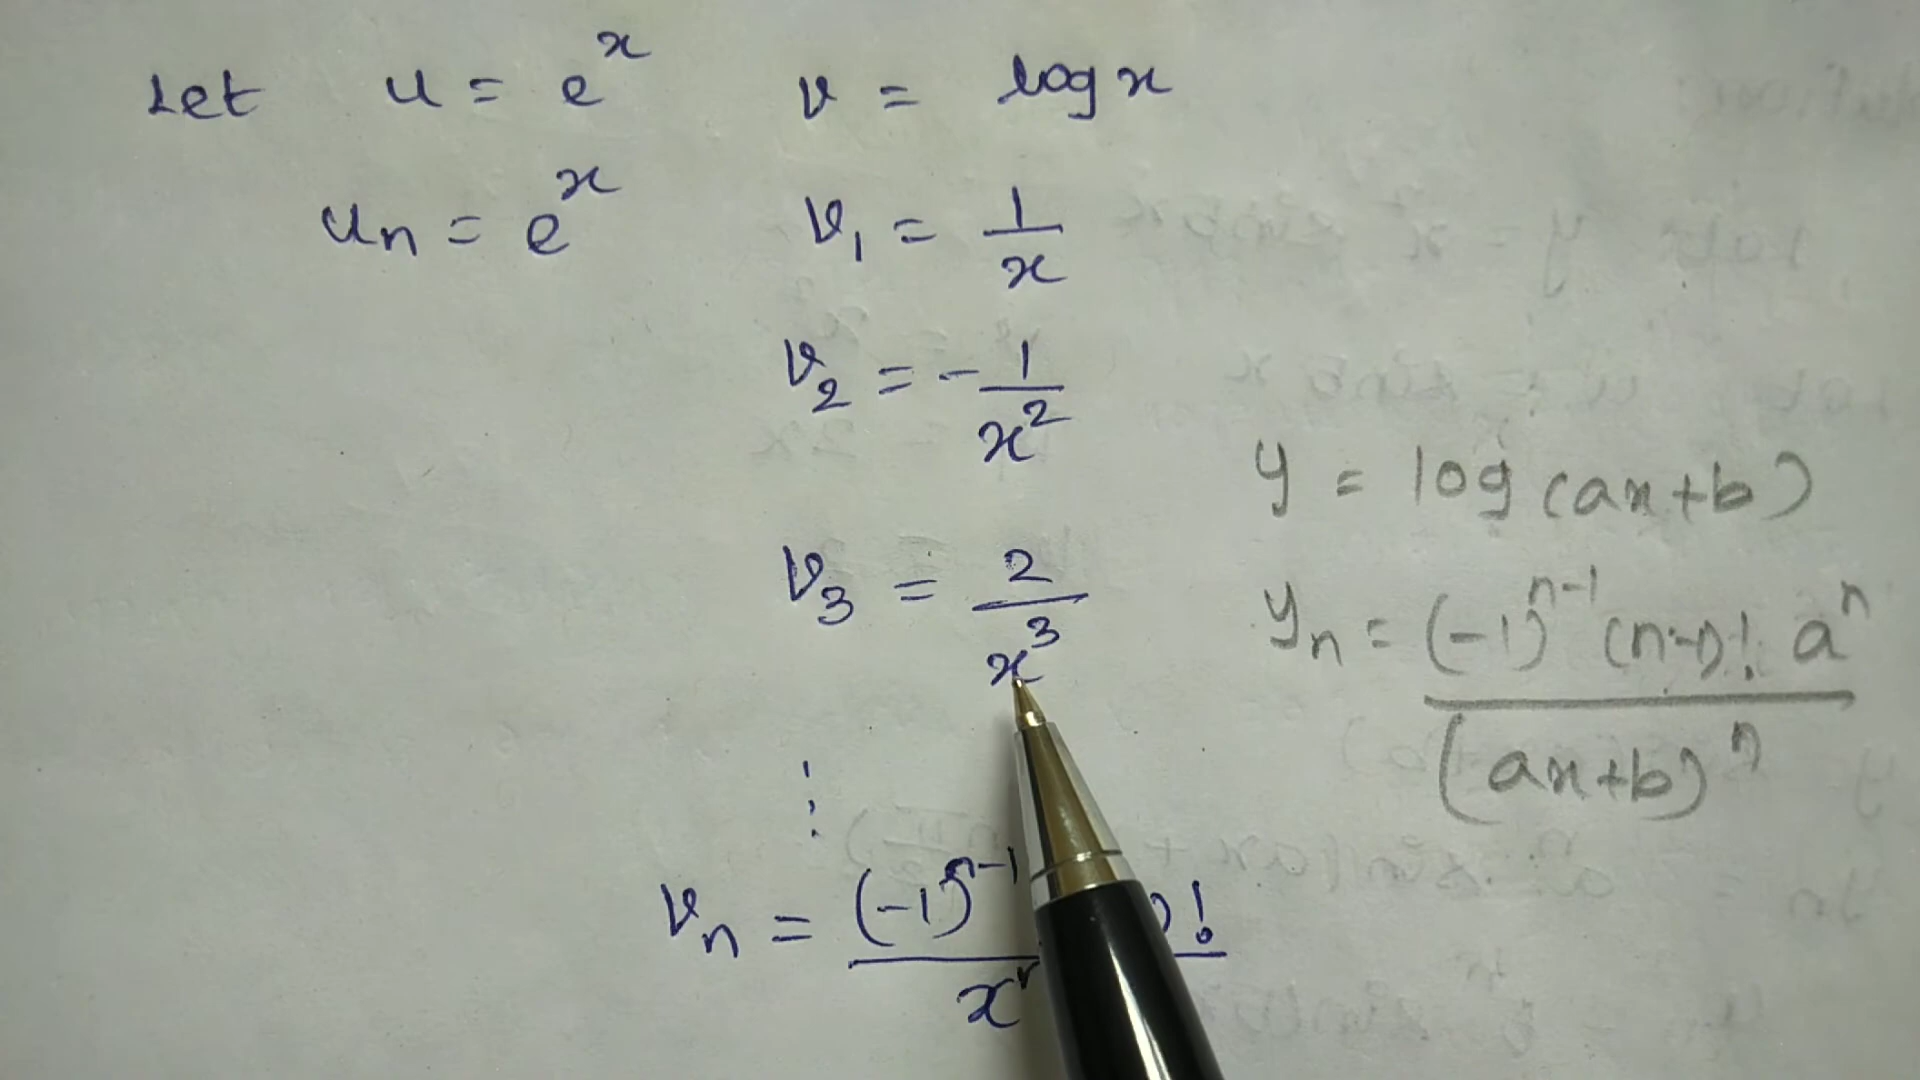 Let u = e^x v = log x
u_n = e^x v_1 = 1/x
v_2 = -1/x^2
y = log (ax+b)
v_3 = 2/x^3
y_n = (-1)^{n-1} (n-1)! a^n / (ax+b)^n
⋮
v_n = (-1)^{n-1} )! / x